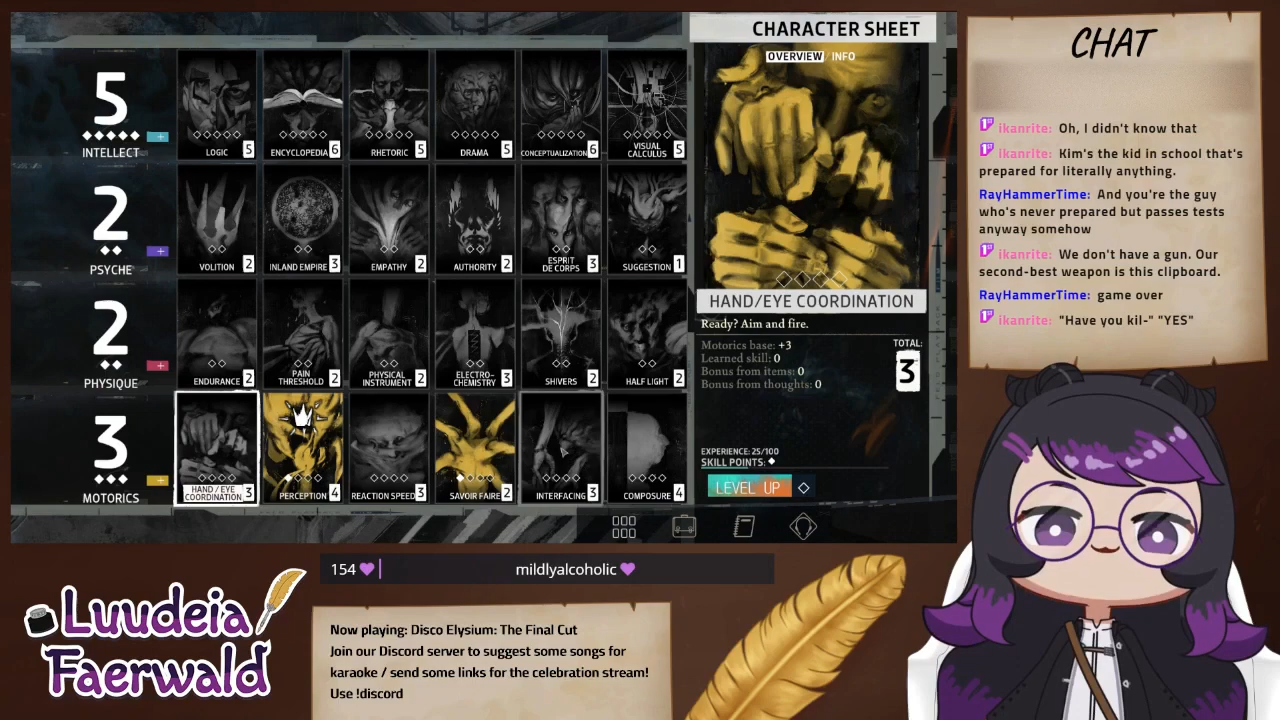 CHARACTER SHEET
OVERVIEW / INFO
5
INTELLECT
LOGIC 5
ENCYCLOPEDIA 6
RHETORIC 5
DRAMA 5
CONCEPTUALIZATION 6
VISUAL
CALCULUS 5
2
PSYCHE
VOLITION 2
INLAND EMPIRE 3
EMPATHY 2
AUTHORITY 2
ESPRIT
DE CORPS 3
SUGGESTION 1
2
PHYSIQUE
ENDURANCE 2
PAIN
THRESHOLD 2
PHYSICAL
INSTRUMENT 2
ELECTRO-
CHEMISTRY 3
SHIVERS 2
HALF LIGHT 2
3
MOTORICS
HAND / EYE
COORDINATION 3
PERCEPTION 4
REACTION SPEED 3
SAVOIR FAIRE 2
INTERFACING 3
COMPOSURE 4
HAND/EYE COORDINATION
Ready? Aim and fire.
Motorics base: +3
Learned skill: 0
Bonus from items: 0
Bonus from thoughts: 0
TOTAL:
3
EXPERIENCE: 25/100
SKILL POINTS:
LEVEL UP
CHAT
ikanrite: Oh, I didn't know that
ikanrite: Kim's the kid in school that's
prepared for literally anything.
RayHammerTime: And you're the guy
who's never prepared but passes tests
anyway somehow
ikanrite: We don't have a gun. Our
second-best weapon is this clipboard.
RayHammerTime: game over
ikanrite: "Have you kil-" "YES"
154
mildlyalcoholic
Luudeia
Faerwald
Now playing: Disco Elysium: The Final Cut
Join our Discord server to suggest some songs for
karaoke / send some links for the celebration stream!
Use !discord